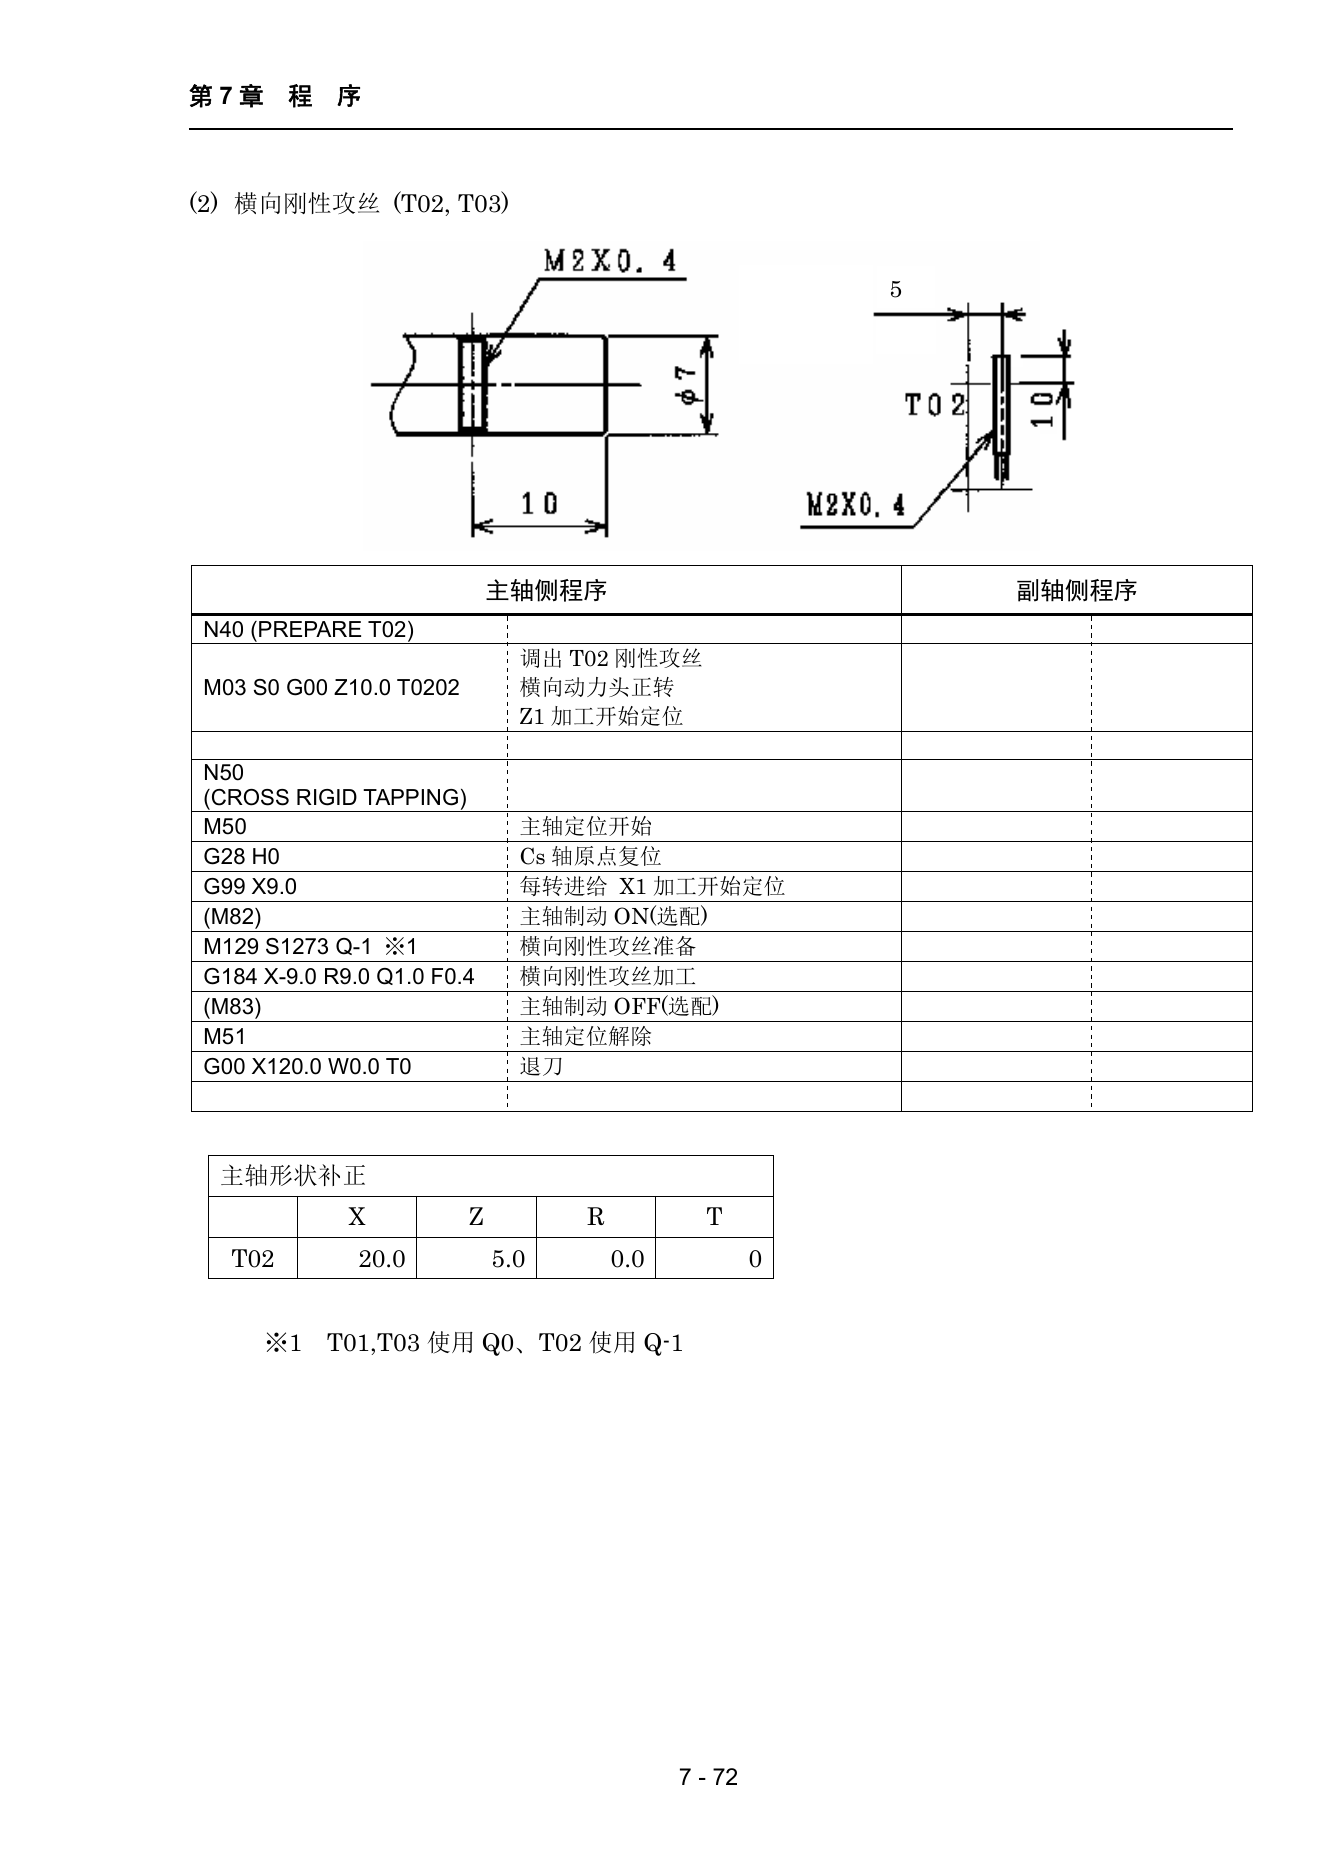 第 7 章　程　序
(2) 横向刚性攻丝 (T02, T03)
M2X0.4
5
φ7
T02
10
10
M2X0.4
主轴侧程序 副轴侧程序
N40 (PREPARE T02)
M03 S0 G00 Z10.0 T0202
调出 T02 刚性攻丝
横向动力头正转
Z1 加工开始定位
N50
(CROSS RIGID TAPPING)
M50 主轴定位开始
G28 H0 Cs 轴原点复位
G99 X9.0 每转进给 X1 加工开始定位
(M82) 主轴制动 ON(选配)
M129 S1273 Q-1 ※1 横向刚性攻丝准备
G184 X-9.0 R9.0 Q1.0 F0.4 横向刚性攻丝加工
(M83) 主轴制动 OFF(选配)
M51 主轴定位解除
G00 X120.0 W0.0 T0 退刀
主轴形状补正
X Z R T
T02 20.0 5.0 0.0 0
※1　T01,T03 使用 Q0、T02 使用 Q-1
7 - 72